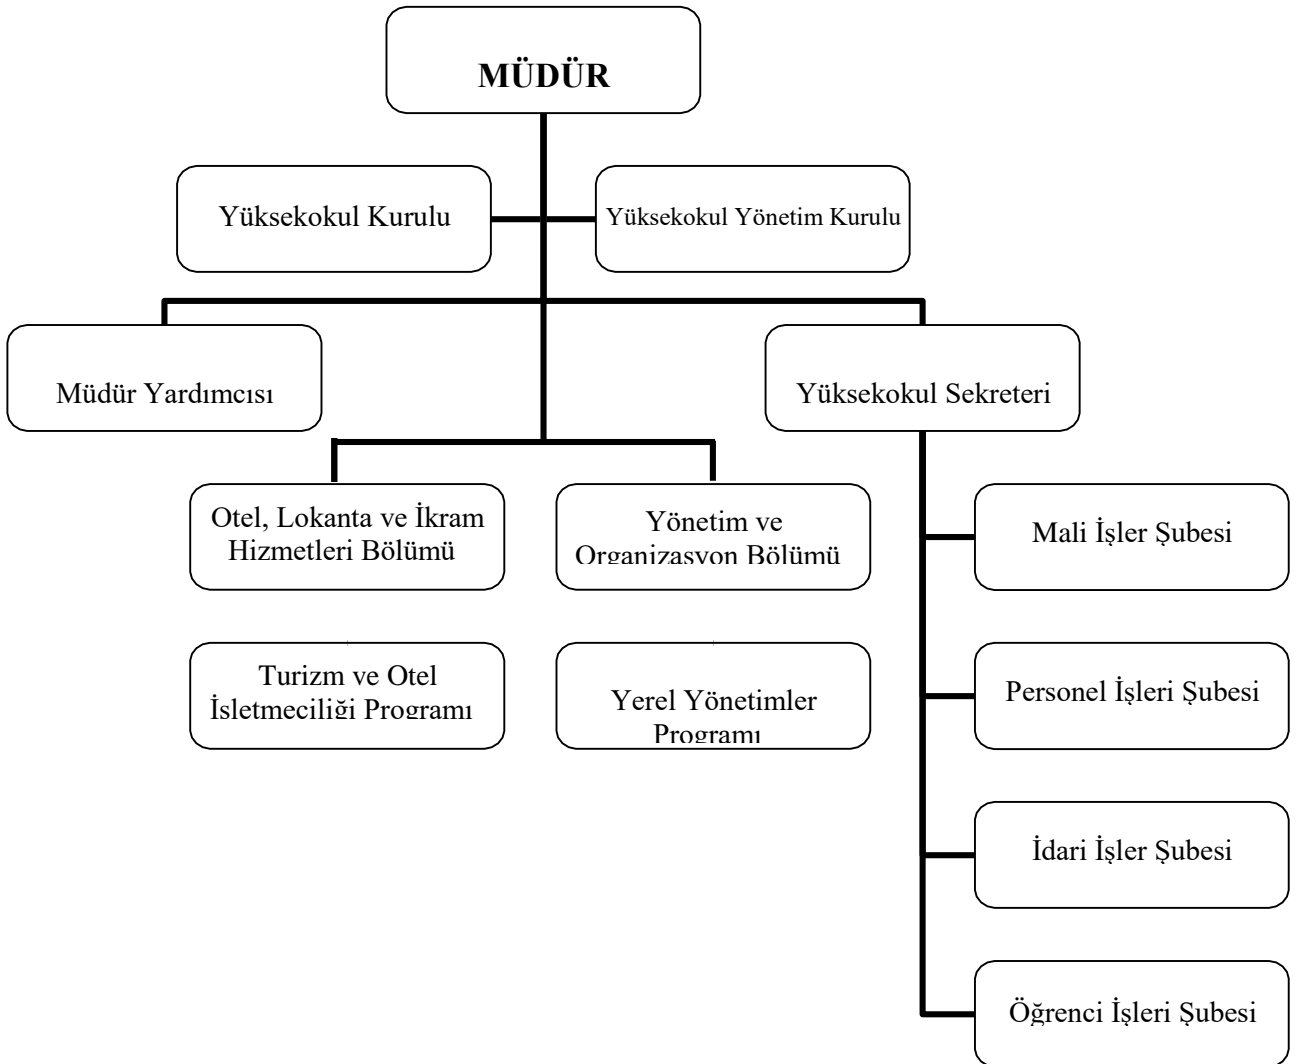 MÜDÜR
Yüksekokul Kurulu
Yüksekokul Yönetim Kurulu
Müdür Yardımcısı
Yüksekokul Sekreteri
Otel, Lokanta ve İkram
Hizmetleri Bölümü
Yönetim ve
Organizasyon Bölümü
Mali İşler Şubesi
Turizm ve Otel
İşletmeciliği Programı
Yerel Yönetimler
Programı
Personel İşleri Şubesi
İdari İşler Şubesi
Öğrenci İşleri Şubesi